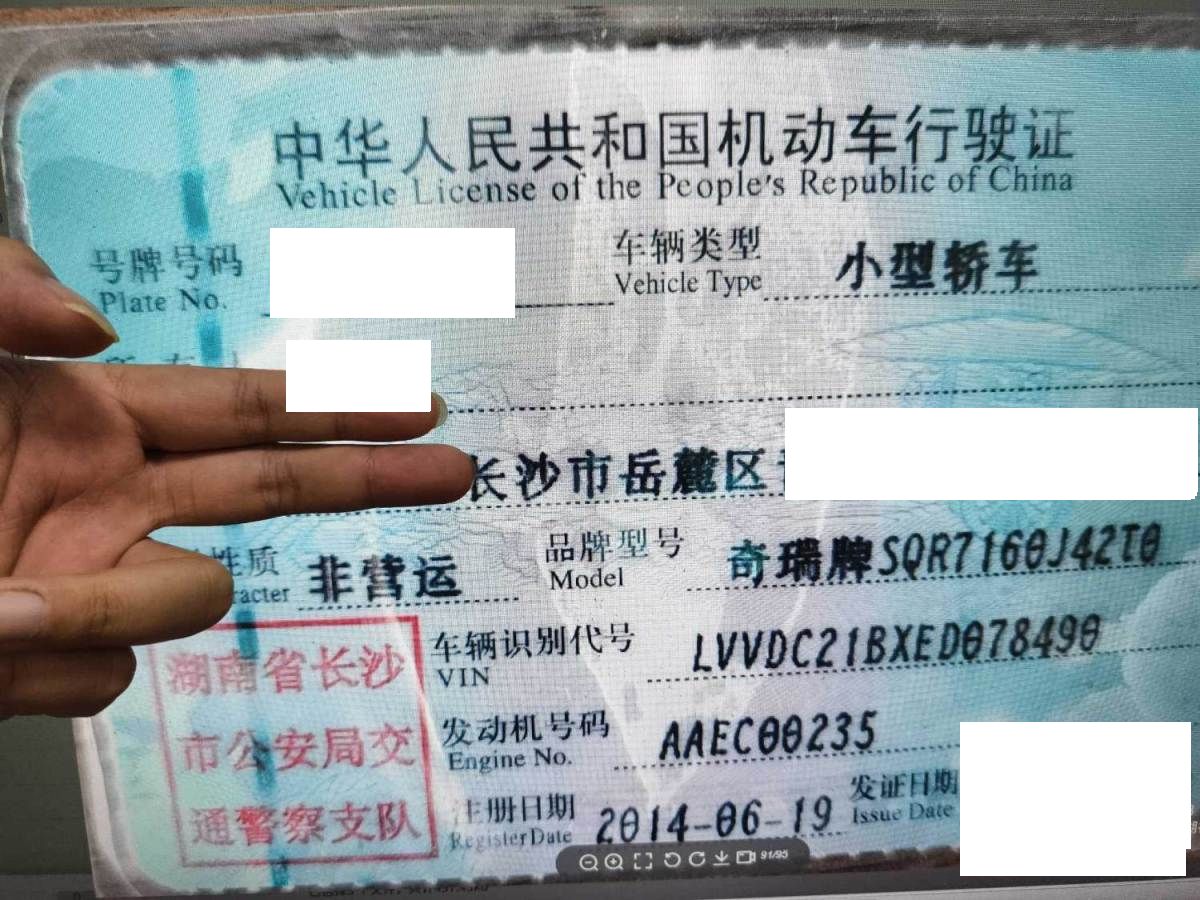 中华人民共和国机动车行驶证
Vehicle License of the People's Republic of China
号牌号码
Plate No.
车辆类型 小型轿车
Vehicle Type
长沙市岳麓区
性质 非营运
racter
品牌型号 奇瑞牌SQR7160J42T0
Model
湖南省长沙
市公安局交
通警察支队
车辆识别代号 LVVDC21BXED078490
VIN
发动机号码 AAEC00235
Engine No.
注册日期 2014-06-19
Register Date
发证日期
Issue Date
91/95